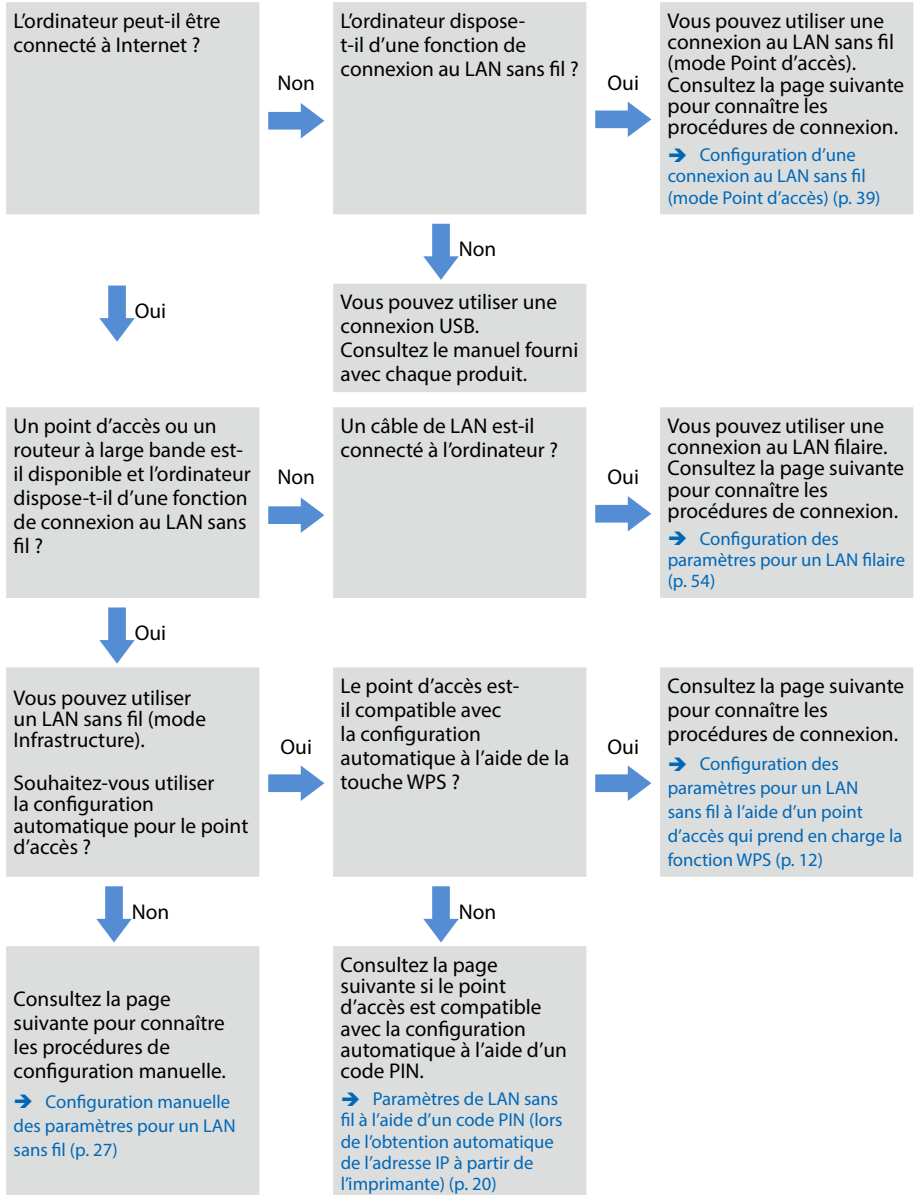 L'ordinateur peut-il être
connecté à Internet ?
Non
L'ordinateur dispose-
t-il d'une fonction de
connexion au LAN sans fil ?
Oui
Vous pouvez utiliser une
connexion au LAN sans fil
(mode Point d'accès).
Consultez la page suivante
pour connaître les
procédures de connexion.
➔ Configuration d'une
connexion au LAN sans fil
(mode Point d'accès) (p. 39)
Oui
Non
Vous pouvez utiliser une
connexion USB.
Consultez le manuel fourni
avec chaque produit.
Un point d'accès ou un
routeur à large bande est-
il disponible et l'ordinateur
dispose-t-il d'une fonction
de connexion au LAN sans
fil ?
Non
Un câble de LAN est-il
connecté à l'ordinateur ?
Oui
Vous pouvez utiliser une
connexion au LAN filaire.
Consultez la page suivante
pour connaître les
procédures de connexion.
➔ Configuration des
paramètres pour un LAN filaire
(p. 54)
Oui
Vous pouvez utiliser
un LAN sans fil (mode
Infrastructure).
Souhaitez-vous utiliser
la configuration
automatique pour le point
d'accès ?
Oui
Le point d'accès est-
il compatible avec
la configuration
automatique à l'aide de la
touche WPS ?
Oui
Consultez la page suivante
pour connaître les
procédures de connexion.
➔ Configuration des
paramètres pour un LAN
sans fil à l'aide d'un point
d'accès qui prend en charge la
fonction WPS (p. 12)
Non
Non
Consultez la page
suivante pour connaître
les procédures de
configuration manuelle.
➔ Configuration manuelle
des paramètres pour un LAN
sans fil (p. 27)
Consultez la page
suivante si le point
d'accès est compatible
avec la configuration
automatique à l'aide d'un
code PIN.
➔ Paramètres de LAN sans
fil à l'aide d'un code PIN (lors
de l'obtention automatique
de l'adresse IP à partir de
l'imprimante) (p. 20)